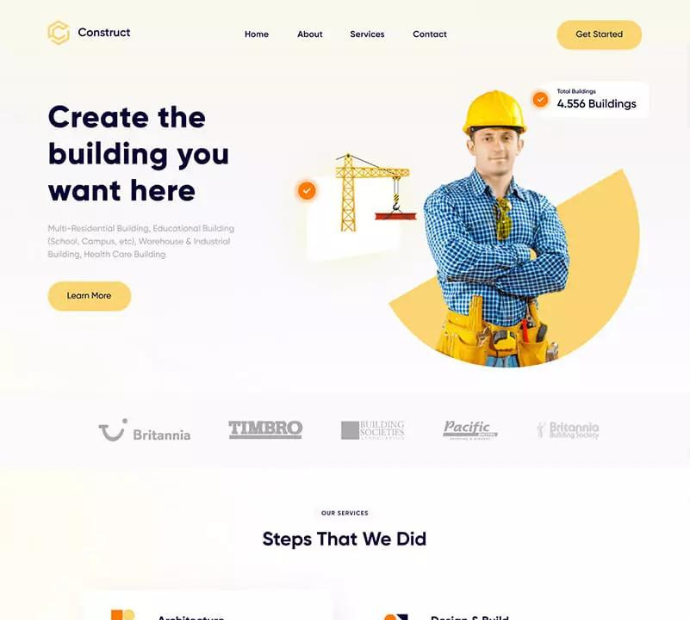 Construct
Home
About
Services
Contact
Get Started
Create the
building you
want here
Multi-Residential Building, Educational Building
(School, Campus, etc), Warehouse & Industrial
Building, Health Care Building
Learn More
Total Buildings
4.556 Buildings
Britannia
TIMBRO
BUILDING
SOCIETIES
Pacific
Britannia
Building Society
OUR SERVICES
Steps That We Did
Architecture
Design & Build